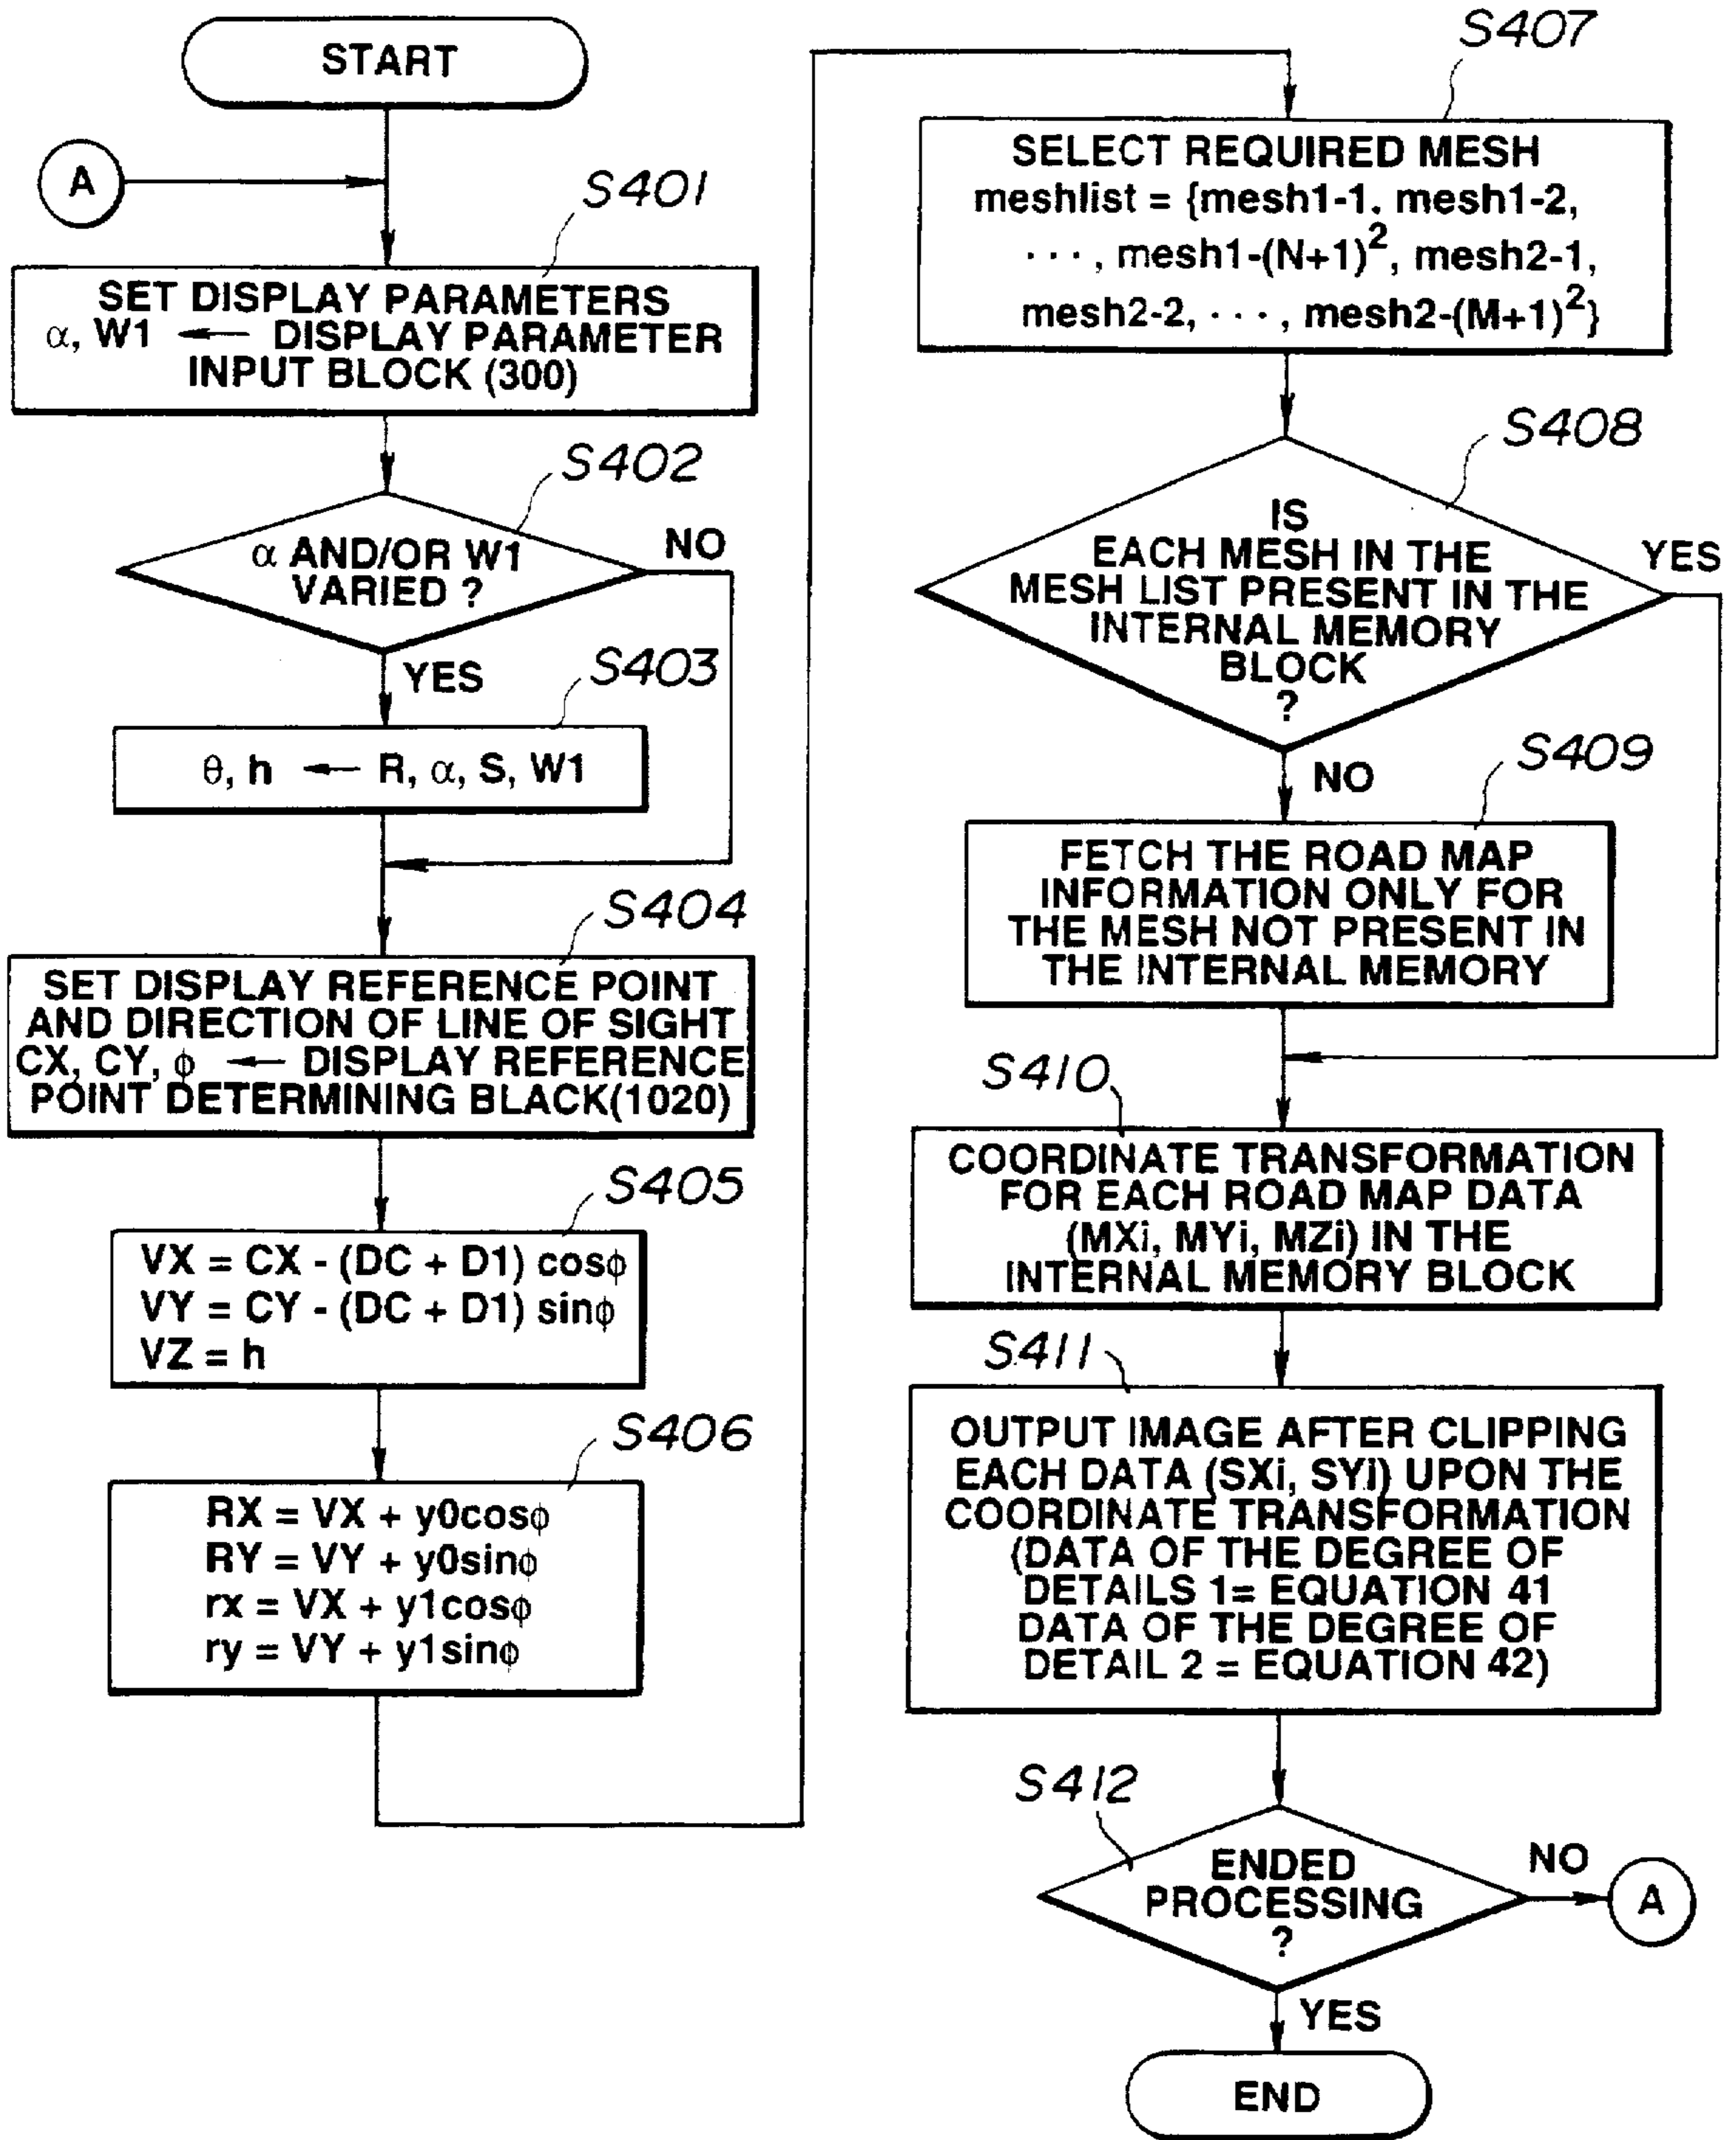 START
A
S401
SET DISPLAY PARAMETERS
α, W1 ← DISPLAY PARAMETER
INPUT BLOCK (300)
S402
α AND/OR W1
VARIED ?
NO
YES
S403
θ, h ← R, α, S, W1
S404
SET DISPLAY REFERENCE POINT
AND DIRECTION OF LINE OF SIGHT
CX, CY, φ ← DISPLAY REFERENCE
POINT DETERMINING BLACK(1020)
S405
VX = CX - (DC + D1) cosφ
VY = CY - (DC + D1) sinφ
VZ = h
S406
RX = VX + y0cosφ
RY = VY + y0sinφ
rx = VX + y1cosφ
ry = VY + y1sinφ
S407
SELECT REQUIRED MESH
meshlist = {mesh1-1. mesh1-2,
···, mesh1-(N+1)², mesh2-1,
mesh2-2, ···, mesh2-(M+1)²}
S408
IS
EACH MESH IN THE
MESH LIST PRESENT IN THE
INTERNAL MEMORY
BLOCK
?
YES
NO
S409
FETCH THE ROAD MAP
INFORMATION ONLY FOR
THE MESH NOT PRESENT IN
THE INTERNAL MEMORY
S410
COORDINATE TRANSFORMATION
FOR EACH ROAD MAP DATA
(MXi, MYi, MZi) IN THE
INTERNAL MEMORY BLOCK
S411
OUTPUT IMAGE AFTER CLIPPING
EACH DATA (SXi, SYi) UPON THE
COORDINATE TRANSFORMATION
(DATA OF THE DEGREE OF
DETAILS 1= EQUATION 41
DATA OF THE DEGREE OF
DETAIL 2 = EQUATION 42)
S412
ENDED
PROCESSING
?
NO
A
YES
END